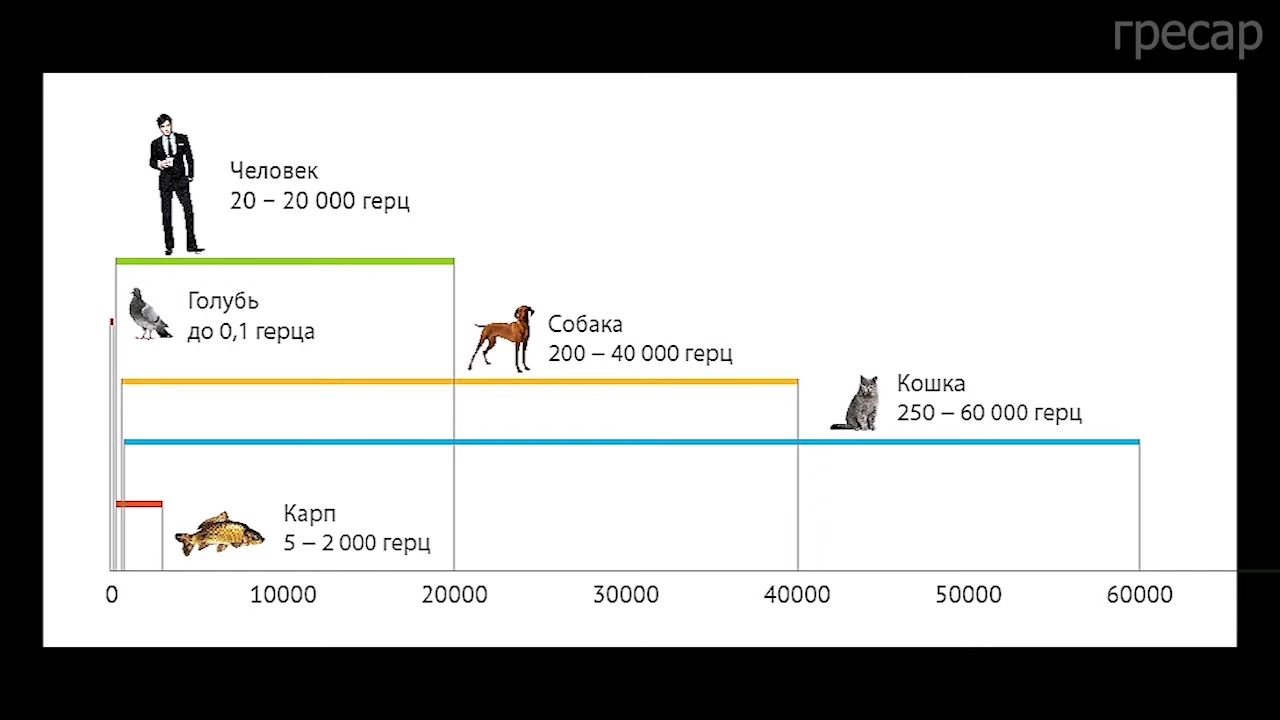 гресар
Человек
20 – 20 000 герц
Голубь
до 0,1 герца
Собака
200 – 40 000 герц
Кошка
250 – 60 000 герц
Карп
5 – 2 000 герц
0 10000 20000 30000 40000 50000 60000